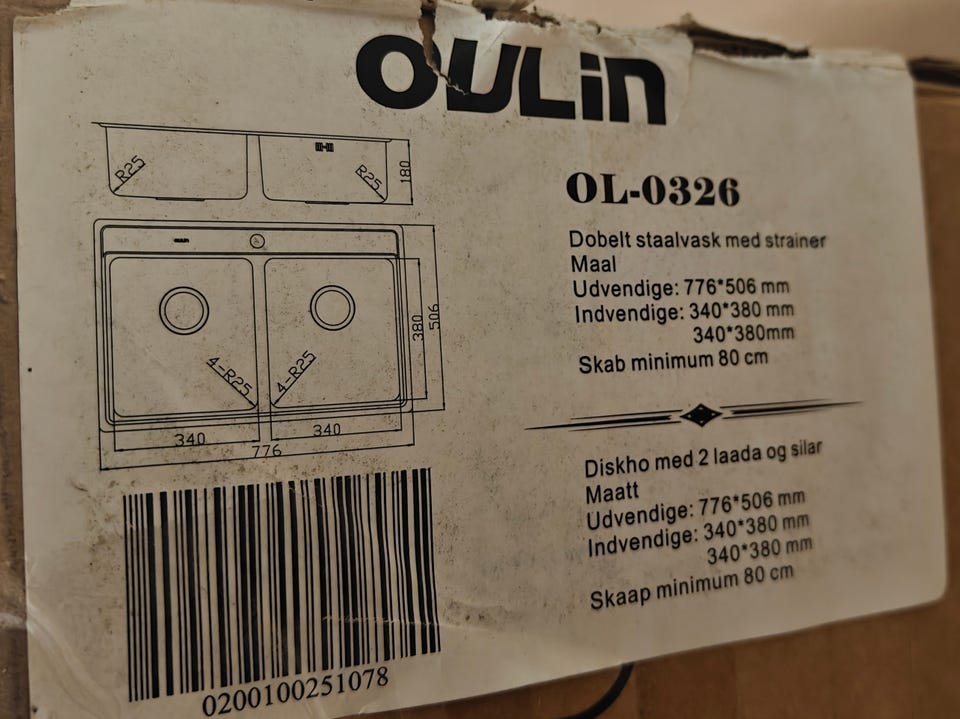 OULIN
OL-0326
Dobelt staalvask med strainer
Maal
Udvendige: 776*506 mm
Indvendige: 340*380 mm
340*380mm
Skab minimum 80 cm
Diskho med 2 laada og silar
Maatt
Udvendige: 776*506 mm
Indvendige: 340*380 mm
340*380 mm
Skaap minimum 80 cm
R25
R25
180
OULIN
380
506
4-R25
4-R25
340
340
776
0200100251078